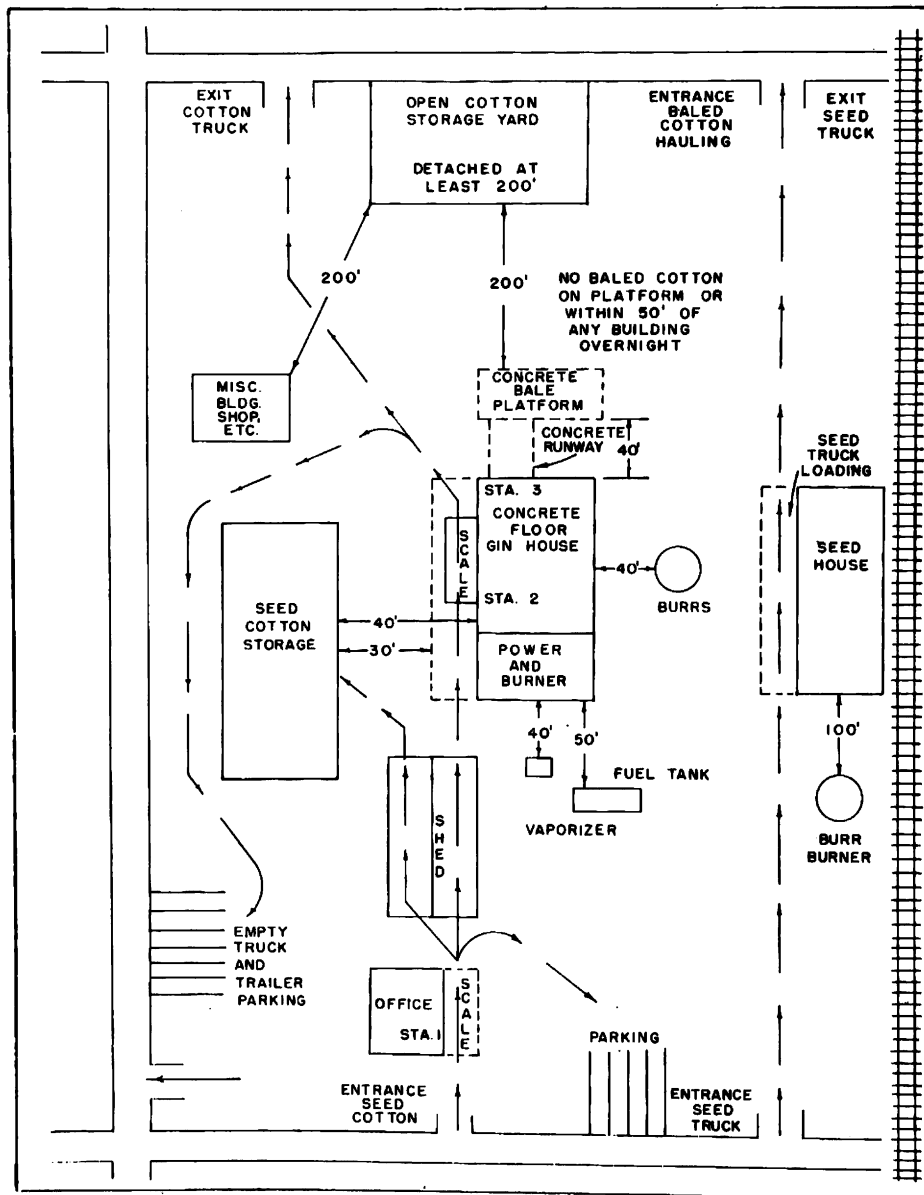 EXIT
COTTON
TRUCK
OPEN COTTON
STORAGE YARD
DETACHED AT
LEAST 200'
ENTRANCE
BALED
COTTON
HAULING
EXIT
SEED
TRUCK
200'
200'
NO BALED COTTON
ON PLATFORM OR
WITHIN 50' OF
ANY BUILDING
OVERNIGHT
MISC.
BLDG.
SHOP,
ETC.
CONCRETE
BALE
PLATFORM
CONCRETE
RUNWAY
40'
SEED
TRUCK
LOADING
STA. 3
CONCRETE
FLOOR
GIN HOUSE
SCALE
STA. 2
40'
BURRS
SEED
HOUSE
SEED
COTTON
STORAGE
40'
30'
POWER
AND
BURNER
40'
50'
100'
FUEL TANK
VAPORIZER
SHED
BURR
BURNER
EMPTY
TRUCK
AND
TRAILER
PARKING
OFFICE
STA. 1
SCALE
PARKING
ENTRANCE
SEED
COTTON
ENTRANCE
SEED
TRUCK